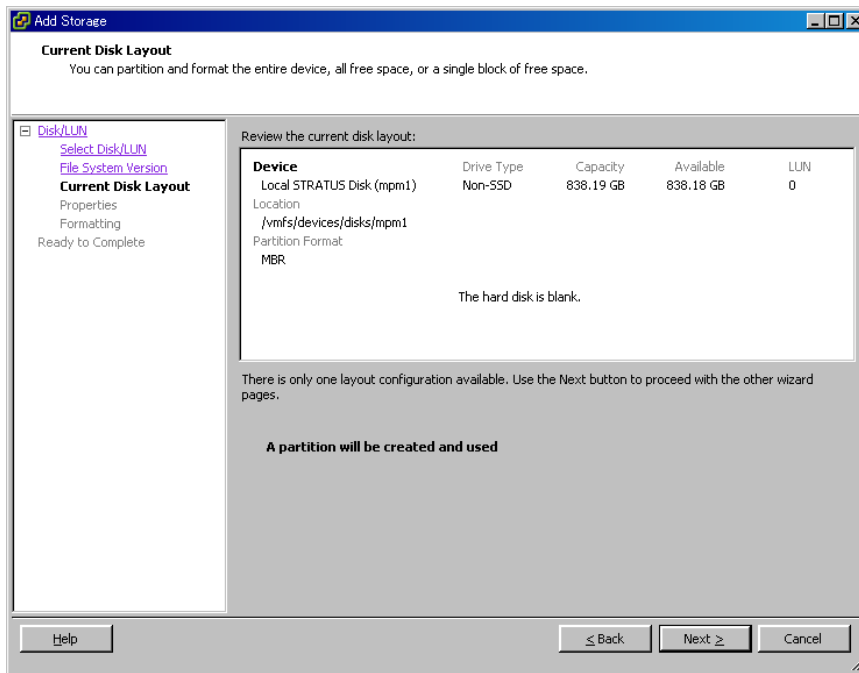 Add Storage
Current Disk Layout
You can partition and format the entire device, all free space, or a single block of free space.
Disk/LUN
Select Disk/LUN
File System Version
Current Disk Layout
Properties
Formatting
Ready to Complete
Review the current disk layout:
Device Drive Type Capacity Available LUN
Local STRATUS Disk (mpm1) Non-SSD 838.19 GB 838.18 GB 0
Location
/vmfs/devices/disks/mpm1
Partition Format
MBR
The hard disk is blank.
There is only one layout configuration available. Use the Next button to proceed with the other wizard
pages.
A partition will be created and used
Help ≤ Back Next ≥ Cancel